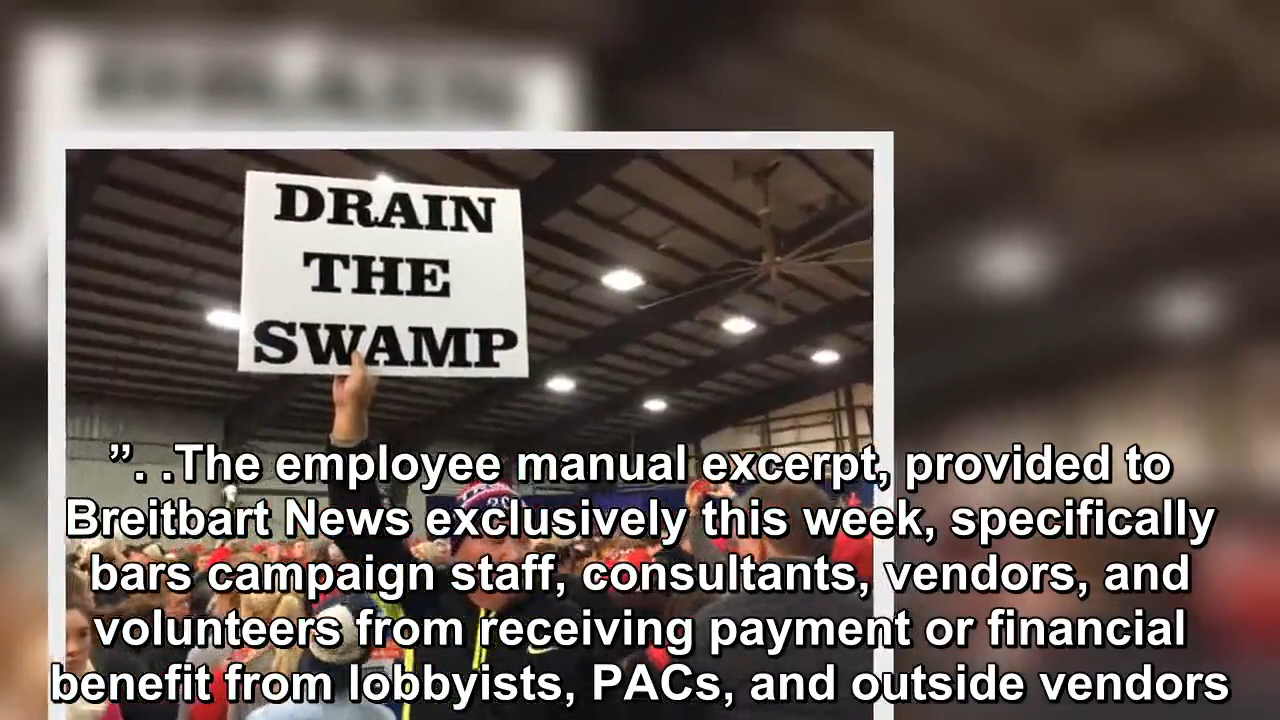 DRAIN
THE
SWAMP
”. .The employee manual excerpt, provided to
Breitbart News exclusively this week, specifically
bars campaign staff, consultants, vendors, and
volunteers from receiving payment or financial
benefit from lobbyists, PACs, and outside vendors